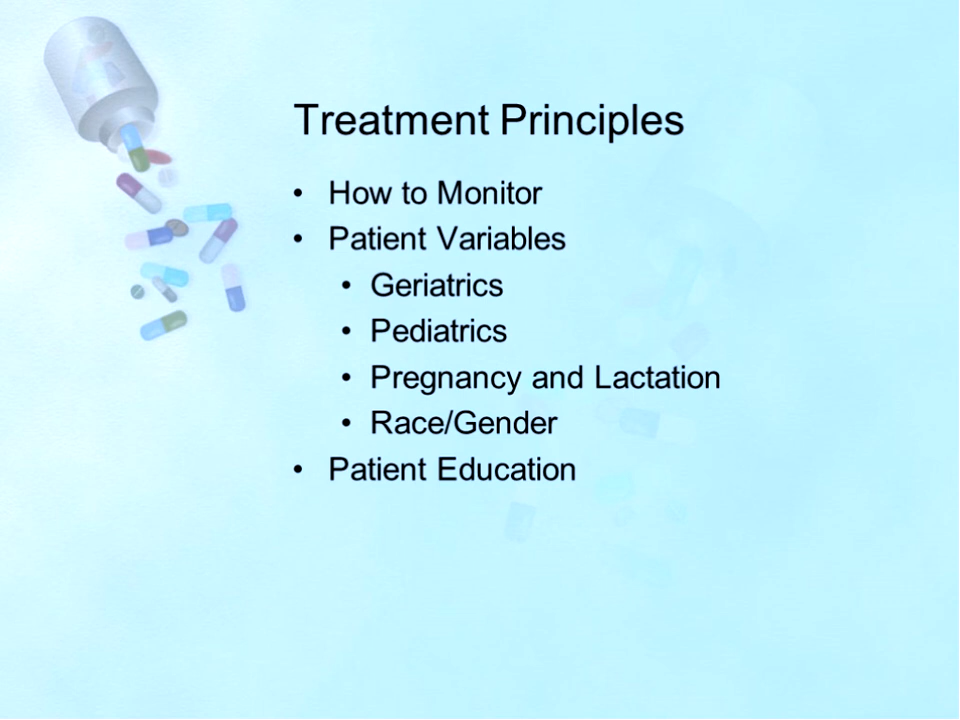 Treatment Principles
• How to Monitor
• Patient Variables
• Geriatrics
• Pediatrics
• Pregnancy and Lactation
• Race/Gender
• Patient Education